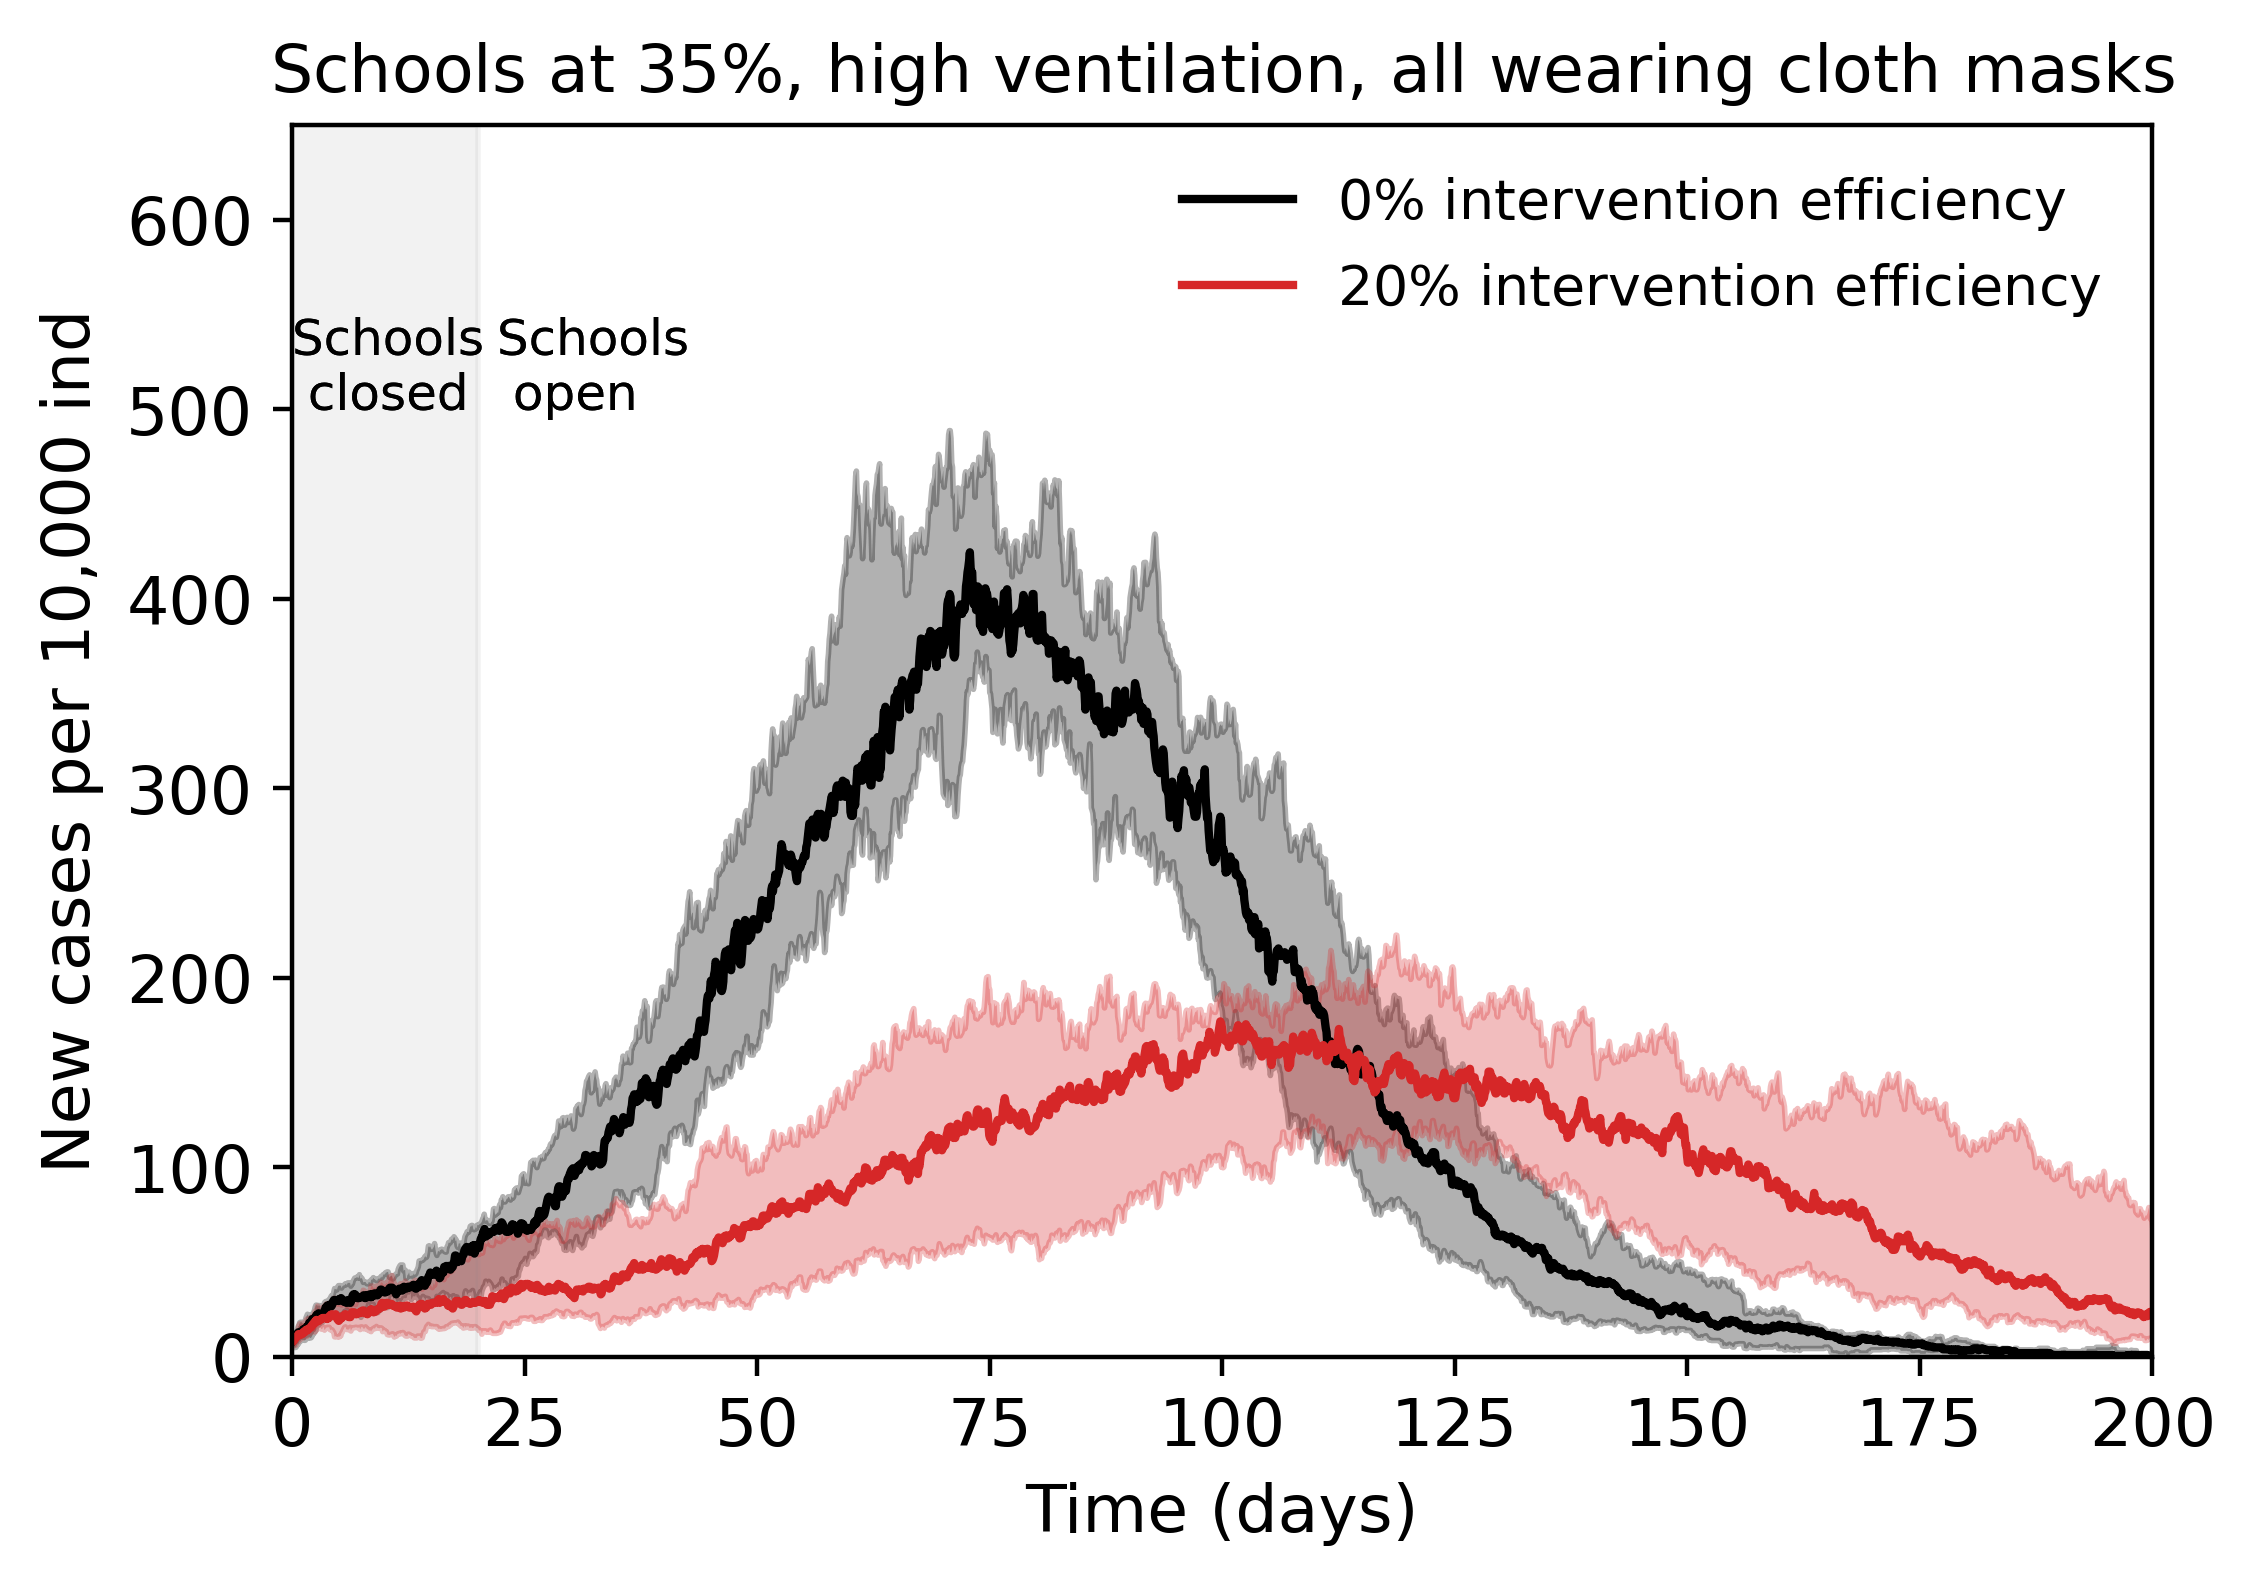 Schools at 35%, high ventilation, all wearing cloth masks
0% intervention efficiency
20% intervention efficiency
Schools closed
Schools open
New cases per 10,000 ind
600
500
400
300
200
100
0
0 25 50 75 100 125 150 175 200
Time (days)